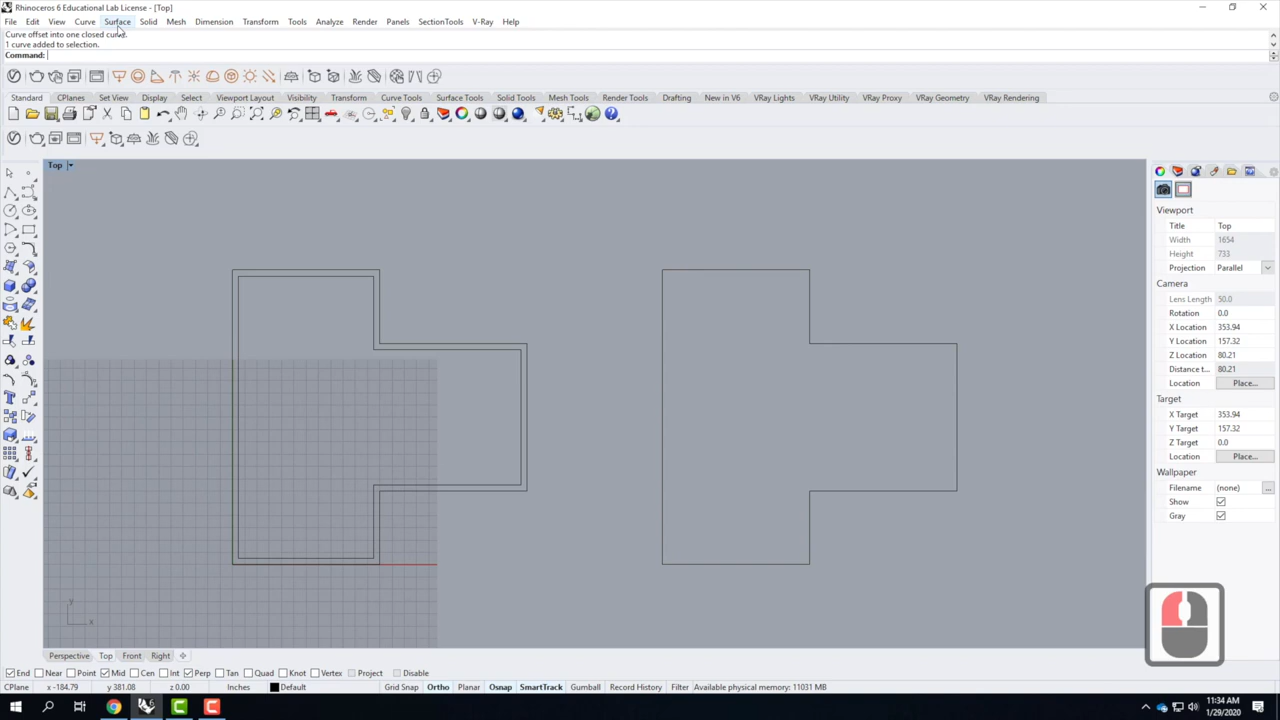 Rhinoceros 6 Educational Lab License - [Top]
File Edit View Curve Surface Solid Mesh Dimension Transform Tools Analyze Render Panels SectionTools V-Ray Help
Curve offset into one closed curve.
1 curve added to selection.
Command:
Standard CPlanes Set View Display Select Viewport Layout Visibility Transform Curve Tools Surface Tools Solid Tools Mesh Tools Render Tools Drafting New in V6 VRay Lights VRay Utility VRay Proxy VRay Geometry VRay Rendering
Top
Viewport
Title Top
Width 1654
Height 733
Projection Parallel
Camera
Lens Length 50.0
Rotation 0.0
X Location 353.94
Y Location 157.32
Z Location 80.21
Distance t... 80.21
Location Place...
Target
X Target 353.94
Y Target 157.32
Z Target 0.0
Location Place...
Wallpaper
Filename (none) ...
Show
Gray
y
x
Perspective Top Front Right
End Near Point Mid Cen Int Perp Tan Quad Knot Vertex Project Disable
CPlane x -184.79 y 381.08 z 0.00 Inches Default Grid Snap Ortho Planar Osnap SmartTrack Gumball Record History Filter Available physical memory: 11031 MB
11:34 AM
1/29/2020